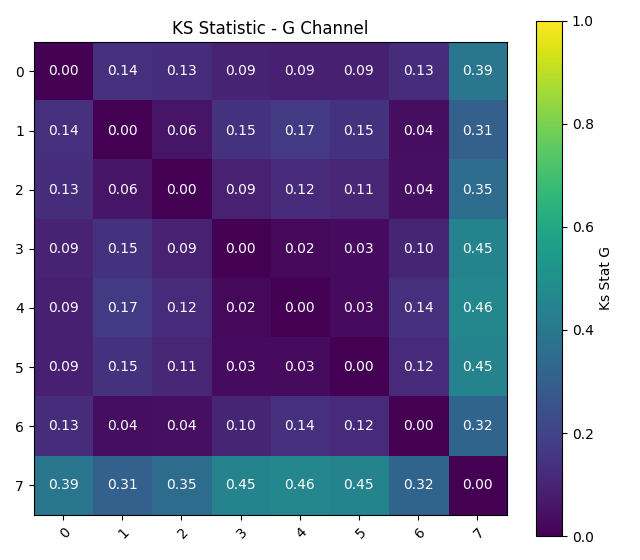 KS Statistic - G Channel
0 0.00 0.14 0.13 0.09 0.09 0.09 0.13 0.39
1 0.14 0.00 0.06 0.15 0.17 0.15 0.04 0.31
2 0.13 0.06 0.00 0.09 0.12 0.11 0.04 0.35
3 0.09 0.15 0.09 0.00 0.02 0.03 0.10 0.45
4 0.09 0.17 0.12 0.02 0.00 0.03 0.14 0.46
5 0.09 0.15 0.11 0.03 0.03 0.00 0.12 0.45
6 0.13 0.04 0.04 0.10 0.14 0.12 0.00 0.32
7 0.39 0.31 0.35 0.45 0.46 0.45 0.32 0.00
0 1 2 3 4 5 6 7
1.0
0.8
0.6
0.4
0.2
0.0
Ks Stat G